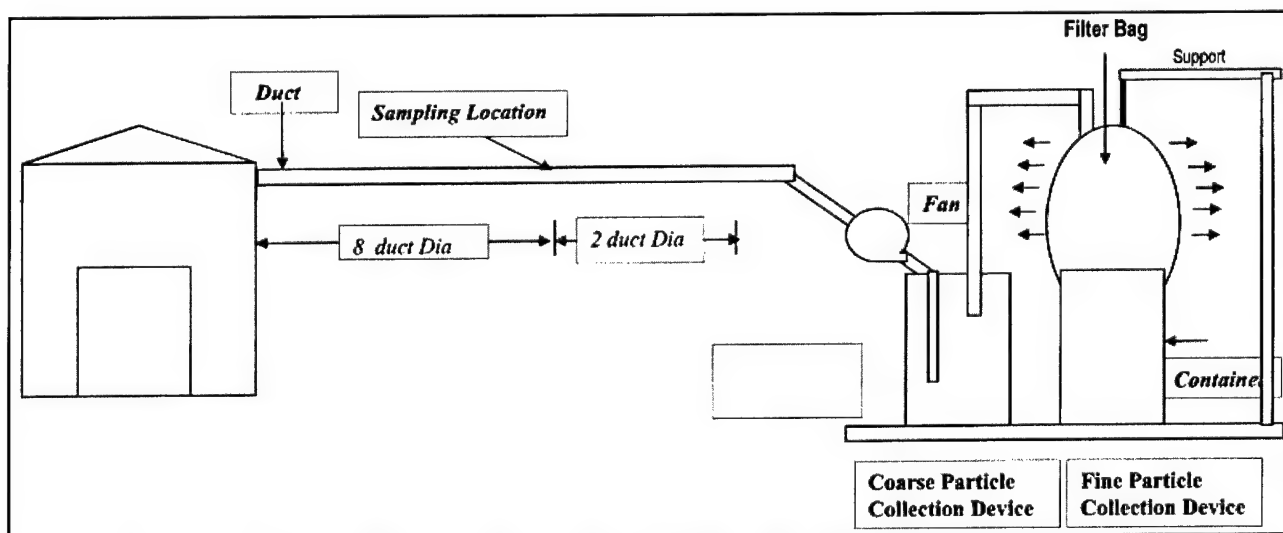 Filter Bag
Support
Duct
Sampling Location
Fan
8 duct Dia
2 duct Dia
Container
Coarse Particle
Collection Device
Fine Particle
Collection Device